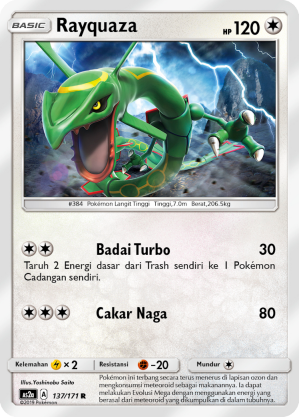 BASIC Rayquaza HP 120
#384 Pokémon Langit Tinggi Tinggi,7.0m Berat,206.5kg
Badai Turbo 30
Taruh 2 Energi dasar dari Trash sendiri ke 1 Pokémon
Cadangan sendiri.
Cakar Naga 80
Kelemahan ×2 Resistansi -20 Mundur
Illus.Yoshinobu Saito
as2a A 137/171 R
©2019 Pokémon
Pokémon ini terbang secara terus menerus di lapisan ozon dan
mengkonsumsi meteoroid sebagai makanannya. Ia dapat
melakukan Evolusi Mega dengan menggunakan energi yang
berasal dari meteoroid yang dikumpulkan di dalam tubuhnya.